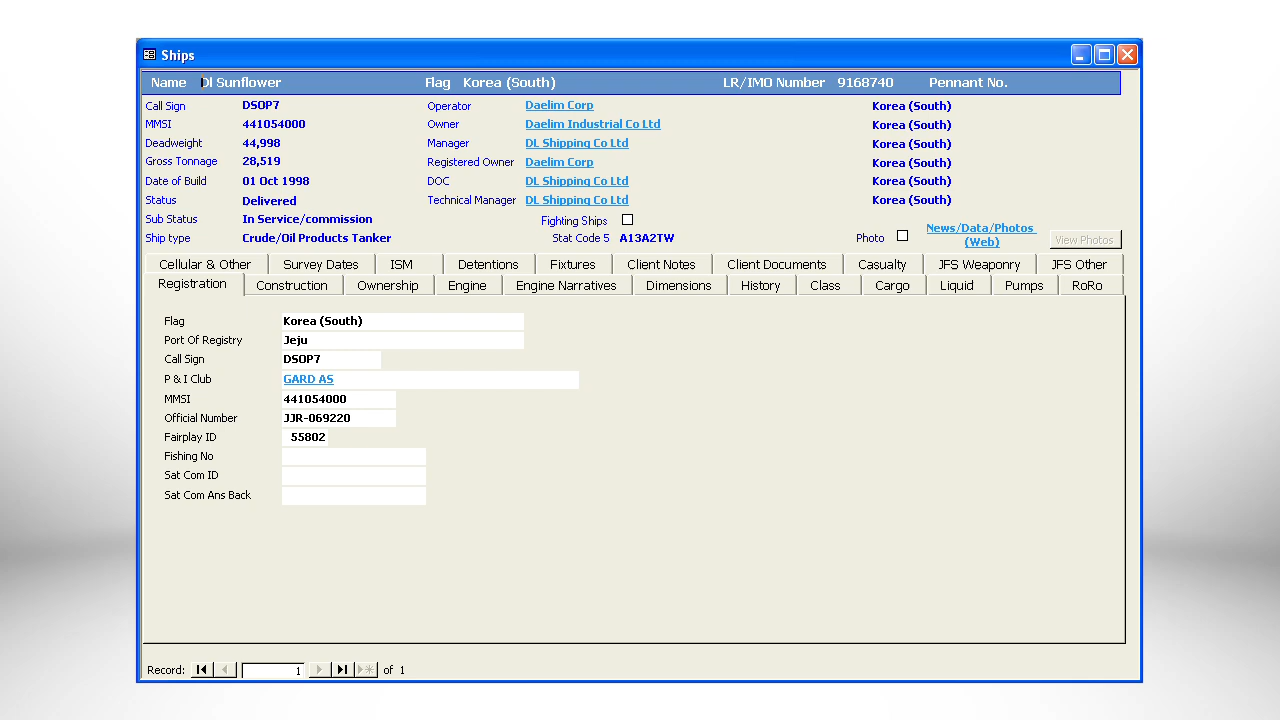 Ships
Name Dl Sunflower Flag Korea (South) LR/IMO Number 9168740 Pennant No.
Call Sign DSOP7 Operator Daelim Corp Korea (South)
MMSI 441054000 Owner Daelim Industrial Co Ltd Korea (South)
Deadweight 44,998 Manager DL Shipping Co Ltd Korea (South)
Gross Tonnage 28,519 Registered Owner Daelim Corp Korea (South)
Date of Build 01 Oct 1998 DOC DL Shipping Co Ltd Korea (South)
Status Delivered Technical Manager DL Shipping Co Ltd Korea (South)
Sub Status In Service/commission Fighting Ships
Ship type Crude/Oil Products Tanker Stat Code 5 A13A2TW Photo News/Data/Photos
(Web) View Photos
Cellular & Other Survey Dates ISM Detentions Fixtures Client Notes Client Documents Casualty JFS Weaponry JFS Other
Registration Construction Ownership Engine Engine Narratives Dimensions History Class Cargo Liquid Pumps RoRo
Flag Korea (South)
Port Of Registry Jeju
Call Sign DSOP7
P & I Club GARD AS
MMSI 441054000
Official Number JJR-069220
Fairplay ID 55802
Fishing No
Sat Com ID
Sat Com Ans Back
Record: 1 of 1